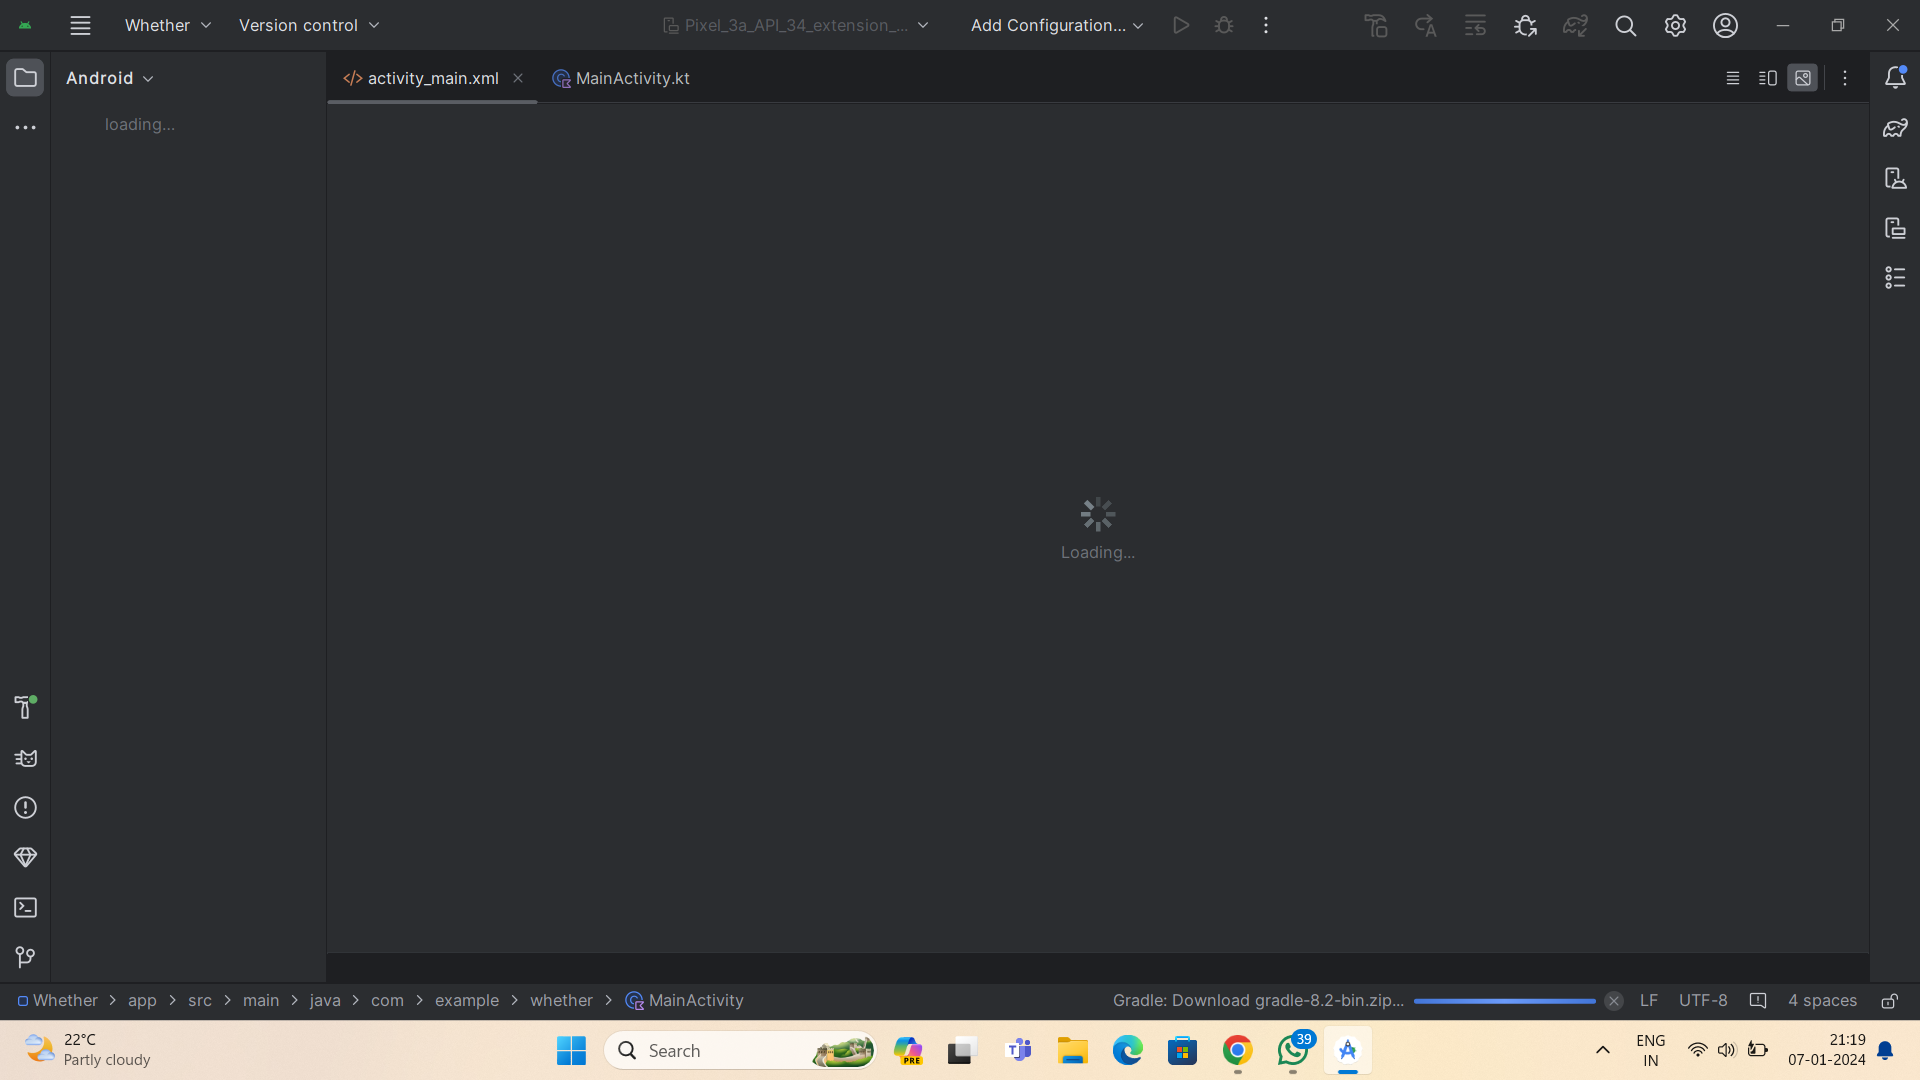 Whether
Version control
Pixel_3a_API_34_extension_...
Add Configuration...
Android
activity_main.xml
MainActivity.kt
loading...
Loading...
Whether > app > src > main > java > com > example > whether > MainActivity
Gradle: Download gradle-8.2-bin.zip...
LF
UTF-8
4 spaces
22°C
Partly cloudy
Search
PRE
39
ENG
IN
21:19
07-01-2024